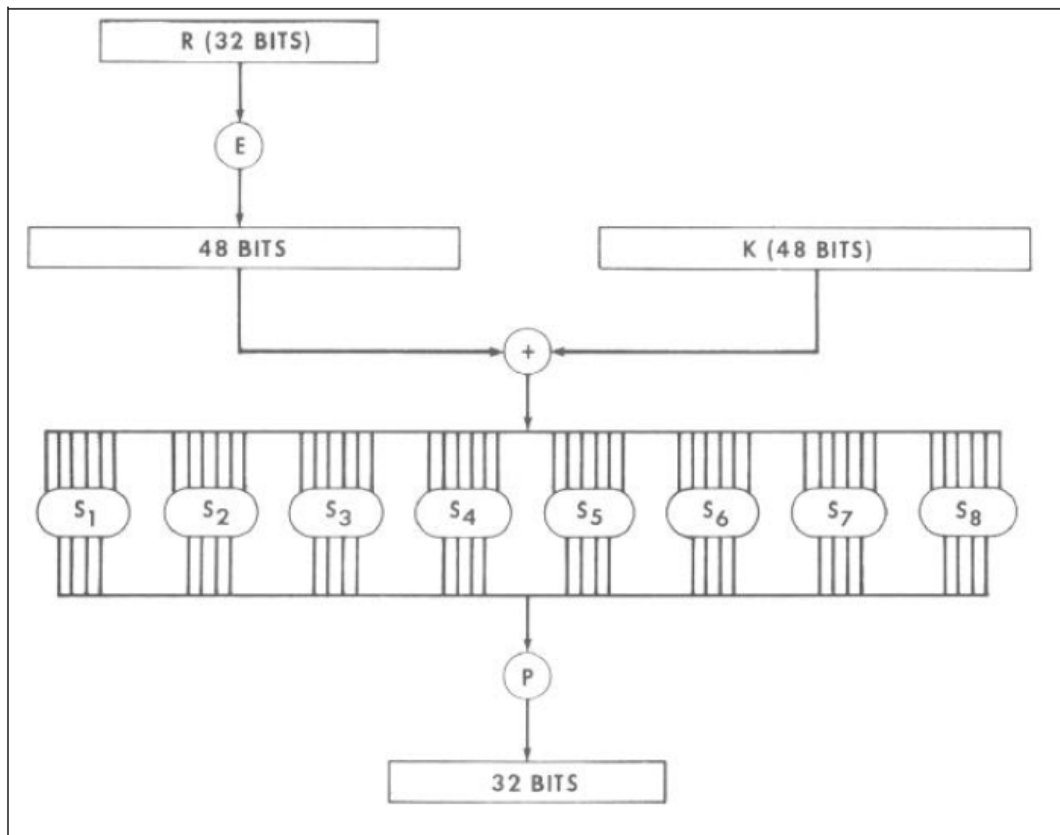 R (32 BITS)
E
48 BITS
K (48 BITS)
+
S1 S2 S3 S4 S5 S6 S7 S8
P
32 BITS